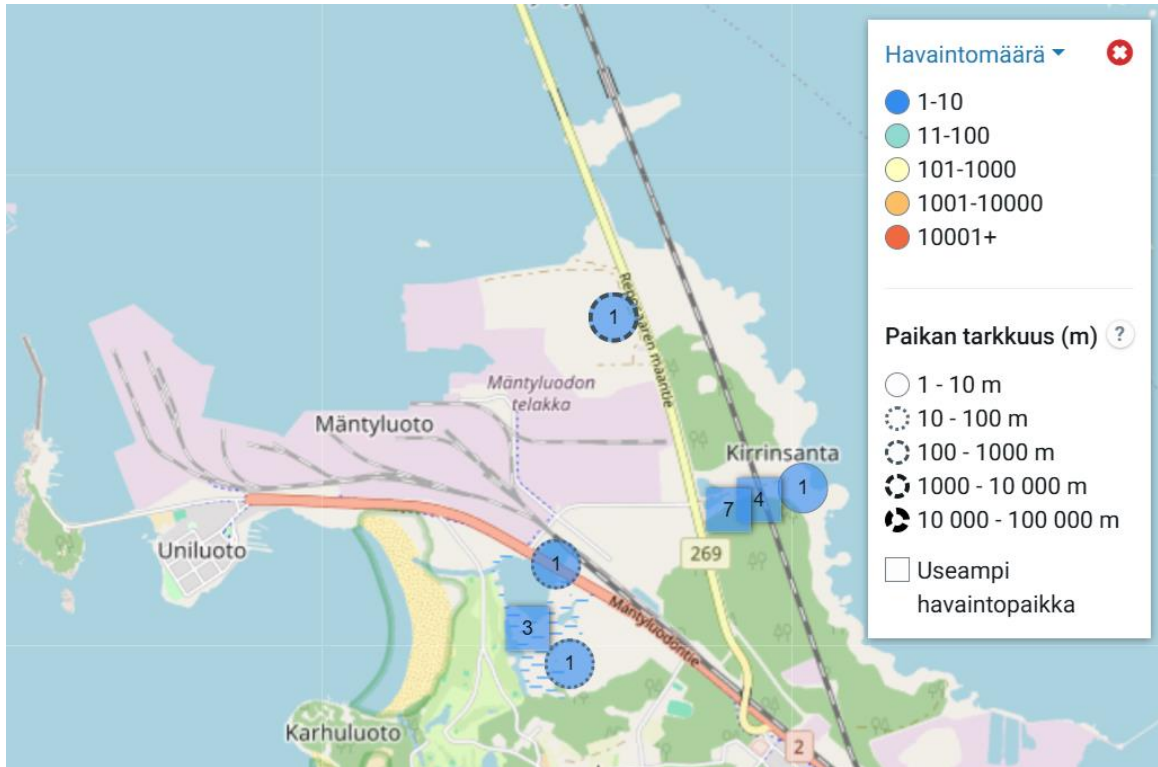 Havaintomäärä
1-10
11-100
101-1000
1001-10000
10001+
Paikan tarkkuus (m) ?
1 - 10 m
10 - 100 m
100 - 1000 m
1000 - 10 000 m
10 000 - 100 000 m
Useampi
havaintopaikka
1
Reposaaren maantie
Mäntyluodon
telakka
Mäntyluoto
Kirrinsanta
7
4
1
269
Uniluoto
1
Mäntyluodontie
3
1
Karhuluoto
2